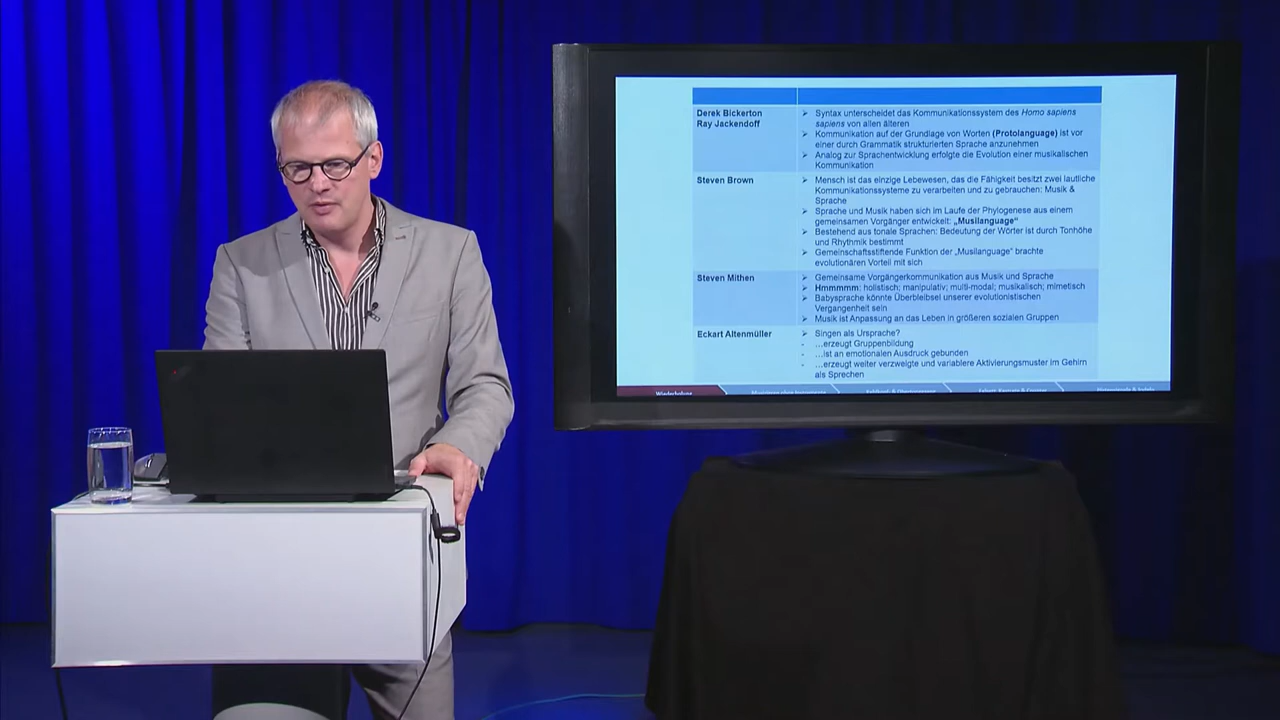 Derek Bickerton
Ray Jackendoff
➢ Syntax unterscheidet das Kommunikationssystem des Homo sapiens
sapiens von allen älteren
➢ Kommunikation auf der Grundlage von Worten (Protolanguage) ist vor
einer durch Grammatik strukturierten Sprache anzunehmen
➢ Analog zur Sprachentwicklung erfolgte die Evolution einer musikalischen
Kommunikation
Steven Brown
➢ Mensch ist das einzige Lebewesen, das die Fähigkeit besitzt zwei lautliche
Kommunikationssysteme zu verarbeiten und zu gebrauchen: Musik &
Sprache
➢ Sprache und Musik haben sich im Laufe der Phylogenese aus einem
gemeinsamen Vorgänger entwickelt: „Musilanguage“
➢ Bestehend aus tonale Sprachen: Bedeutung der Wörter ist durch Tonhöhe
und Rhythmik bestimmt
➢ Gemeinschaftsstiftende Funktion der „Musilanguage“ brachte
evolutionären Vorteil mit sich
Steven Mithen
➢ Gemeinsame Vorgängerkommunikation aus Musik und Sprache
➢ Hmmmmm: holistisch; manipulativ; multi-modal; musikalisch; mimetisch
➢ Babysprache könnte Überbleibsel unserer evolutionistischen
Vergangenheit sein
➢ Musik ist Anpassung an das Leben in größeren sozialen Gruppen
Eckart Altenmüller
➢ Singen als Ursprache?
- …erzeugt Gruppenbildung
- …ist an emotionalen Ausdruck gebunden
- …erzeugt weiter verzweigte und variablere Aktivierungsmuster im Gehirn
als Sprechen